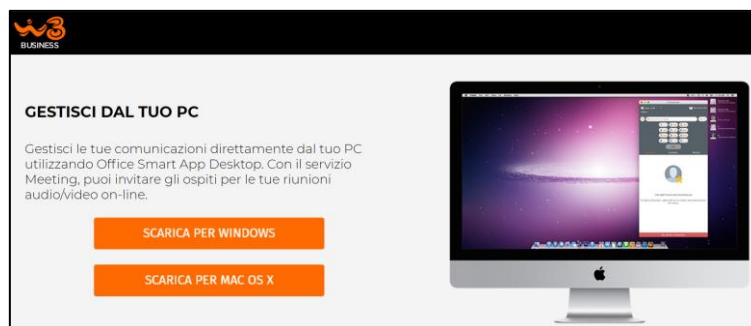 W3
BUSINESS
GESTISCI DAL TUO PC
Gestisci le tue comunicazioni direttamente dal tuo PC
utilizzando Office Smart App Desktop. Con il servizio
Meeting, puoi invitare gli ospiti per le tue riunioni
audio/video on-line.
SCARICA PER WINDOWS
SCARICA PER MAC OS X